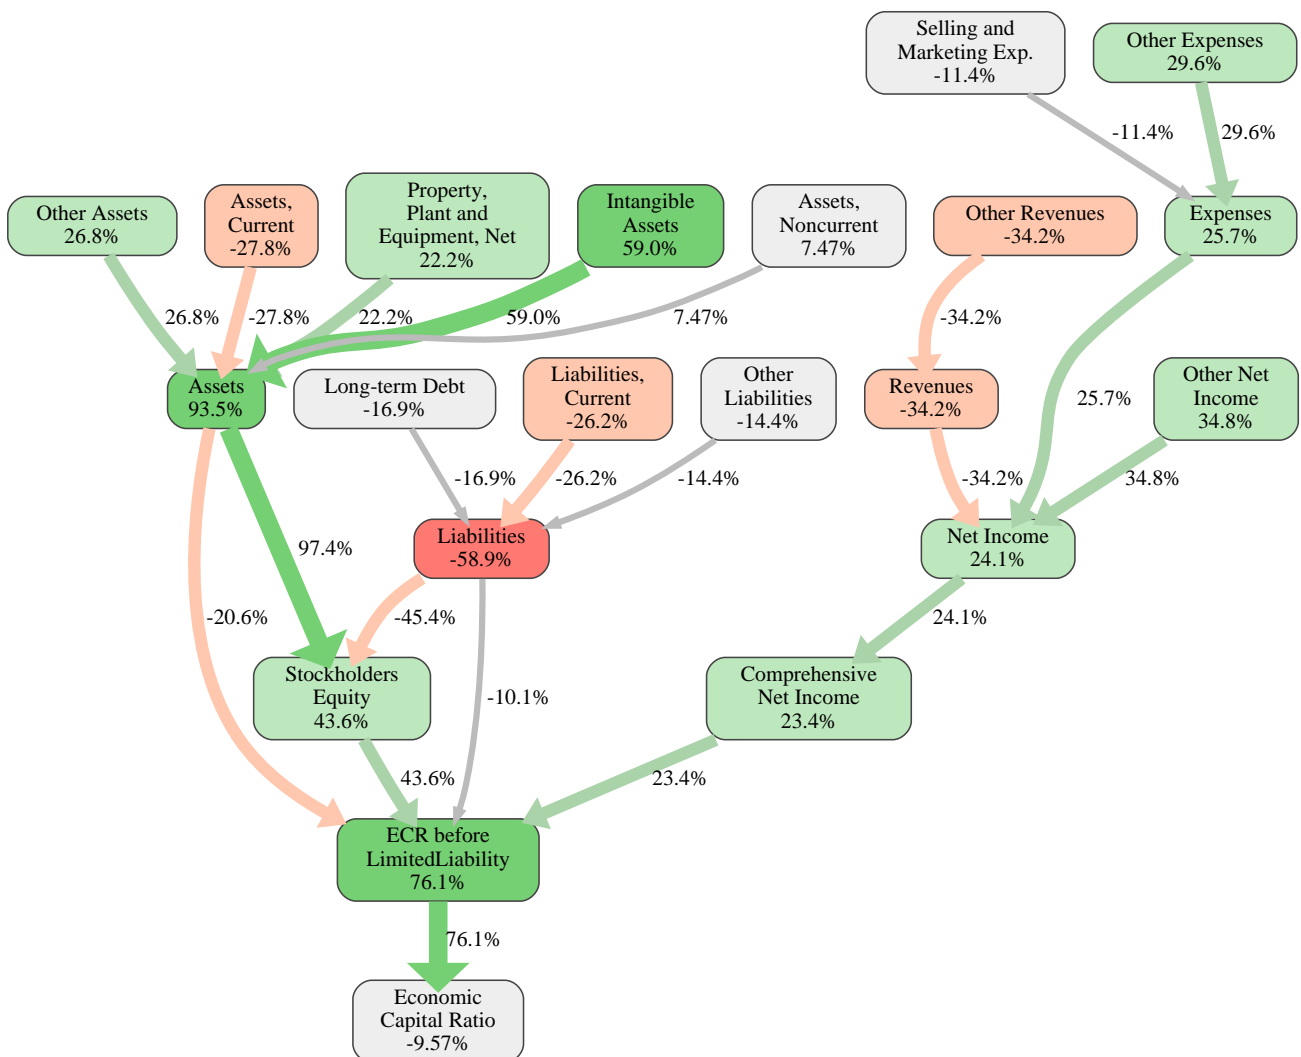 Selling and
Marketing Exp.
-11.4%
Other Expenses
29.6%
-11.4%
29.6%
Other Assets
26.8%
Assets,
Current
-27.8%
Property,
Plant and
Equipment, Net
22.2%
Intangible
Assets
59.0%
Assets,
Noncurrent
7.47%
Other Revenues
-34.2%
Expenses
25.7%
26.8%
-27.8%
22.2%
59.0%
7.47%
-34.2%
Assets
93.5%
Long-term Debt
-16.9%
Liabilities,
Current
-26.2%
Other
Liabilities
-14.4%
Revenues
-34.2%
25.7%
Other Net
Income
34.8%
-16.9%
-26.2%
-14.4%
-34.2%
34.8%
97.4%
Liabilities
-58.9%
Net Income
24.1%
-20.6%
-45.4%
24.1%
Stockholders
Equity
43.6%
-10.1%
Comprehensive
Net Income
23.4%
43.6%
23.4%
ECR before
LimitedLiability
76.1%
76.1%
Economic
Capital Ratio
-9.57%